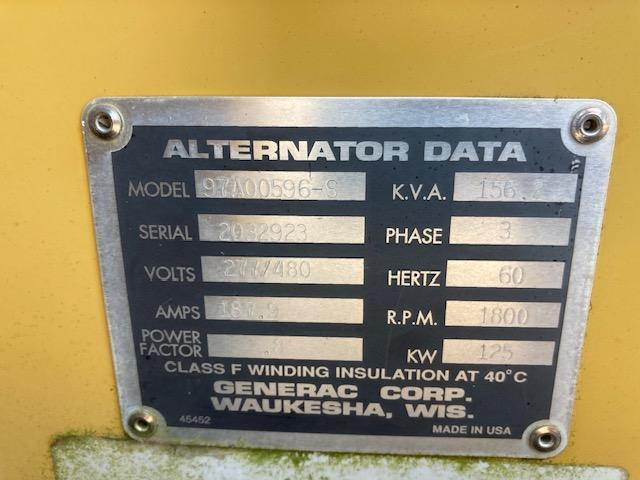 ALTERNATOR DATA
MODEL 97A00596-S K.V.A. 156
SERIAL 2032923 PHASE 3
VOLTS 277/480 HERTZ 60
AMPS 187.9 R.P.M. 1800
POWER FACTOR .8 KW 125
CLASS F WINDING INSULATION AT 40°C
GENERAC CORP.
WAUKESHA, WIS.
45452 MADE IN USA